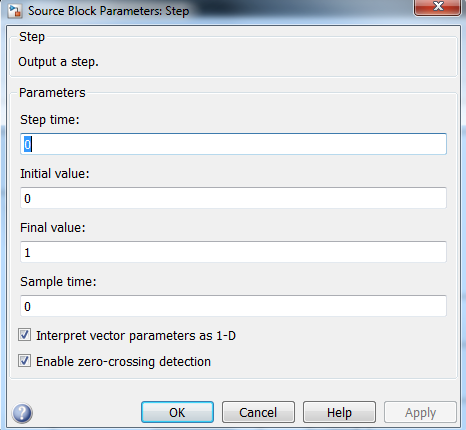 Source Block Parameters: Step
Step
Output a step.
Parameters
Step time:
0
Initial value:
0
Final value:
1
Sample time:
0
Interpret vector parameters as 1-D
Enable zero-crossing detection
? OK Cancel Help Apply